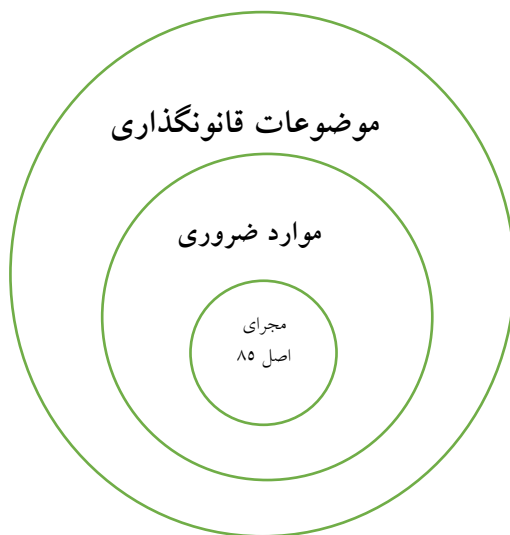 موضوعات قانونگذاری
موارد ضروری
مجرای
اصل ۸۵